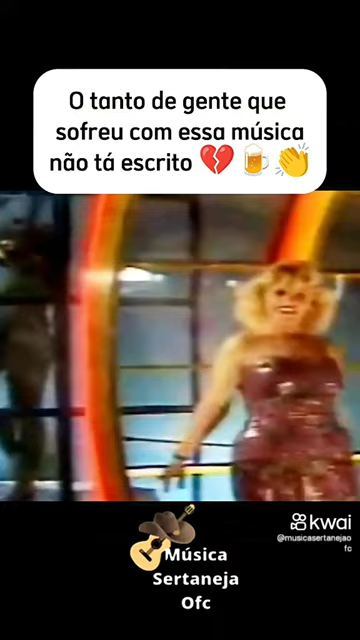 O tanto de gente que
sofreu com essa música
não tá escrito 💔🍺👏
kwai
@musicasertanejao
fc
Música
Sertaneja
Ofc